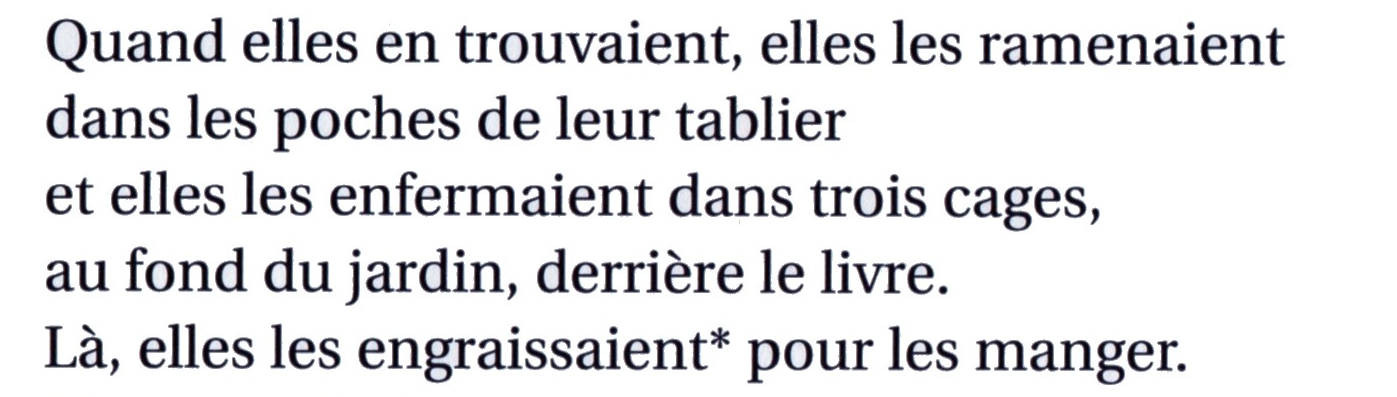 Quand elles en trouvaient, elles les ramenaient
dans les poches de leur tablier
et elles les enfermaient dans trois cages,
au fond du jardin, derrière le livre.
Là, elles les engraissaient* pour les manger.